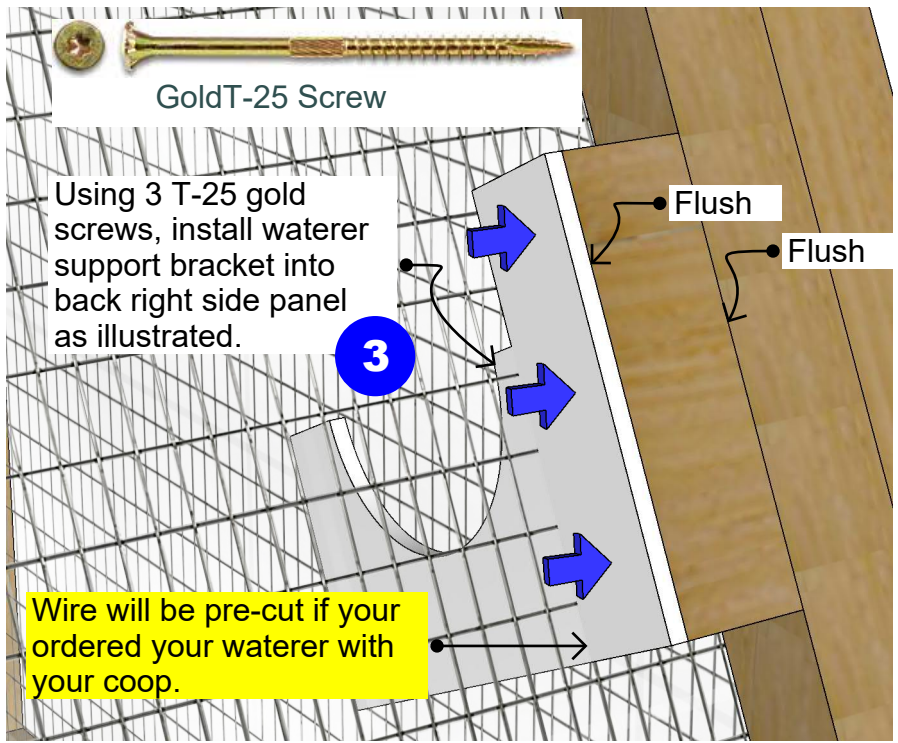 GoldT-25 Screw
Using 3 T-25 gold
screws, install waterer
support bracket into
back right side panel
as illustrated.
3
Flush
Flush
Wire will be pre-cut if your
ordered your waterer with
your coop.